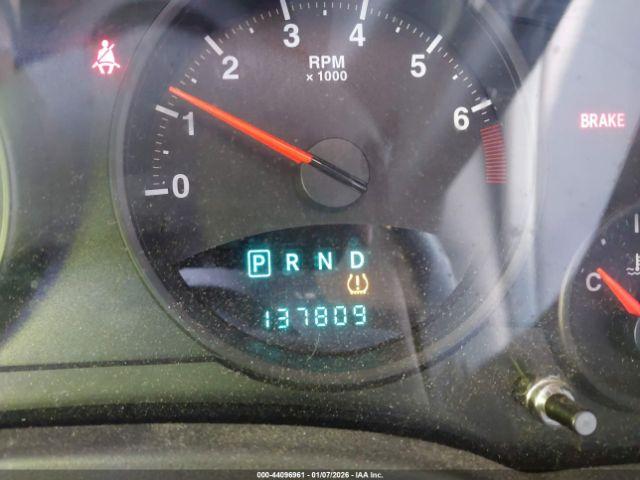 0 1 2 3 4 5 6
RPM
x 1000
BRAKE
P R N D
137809
C
000-44096961 - 01/07/2026 - IAA Inc.